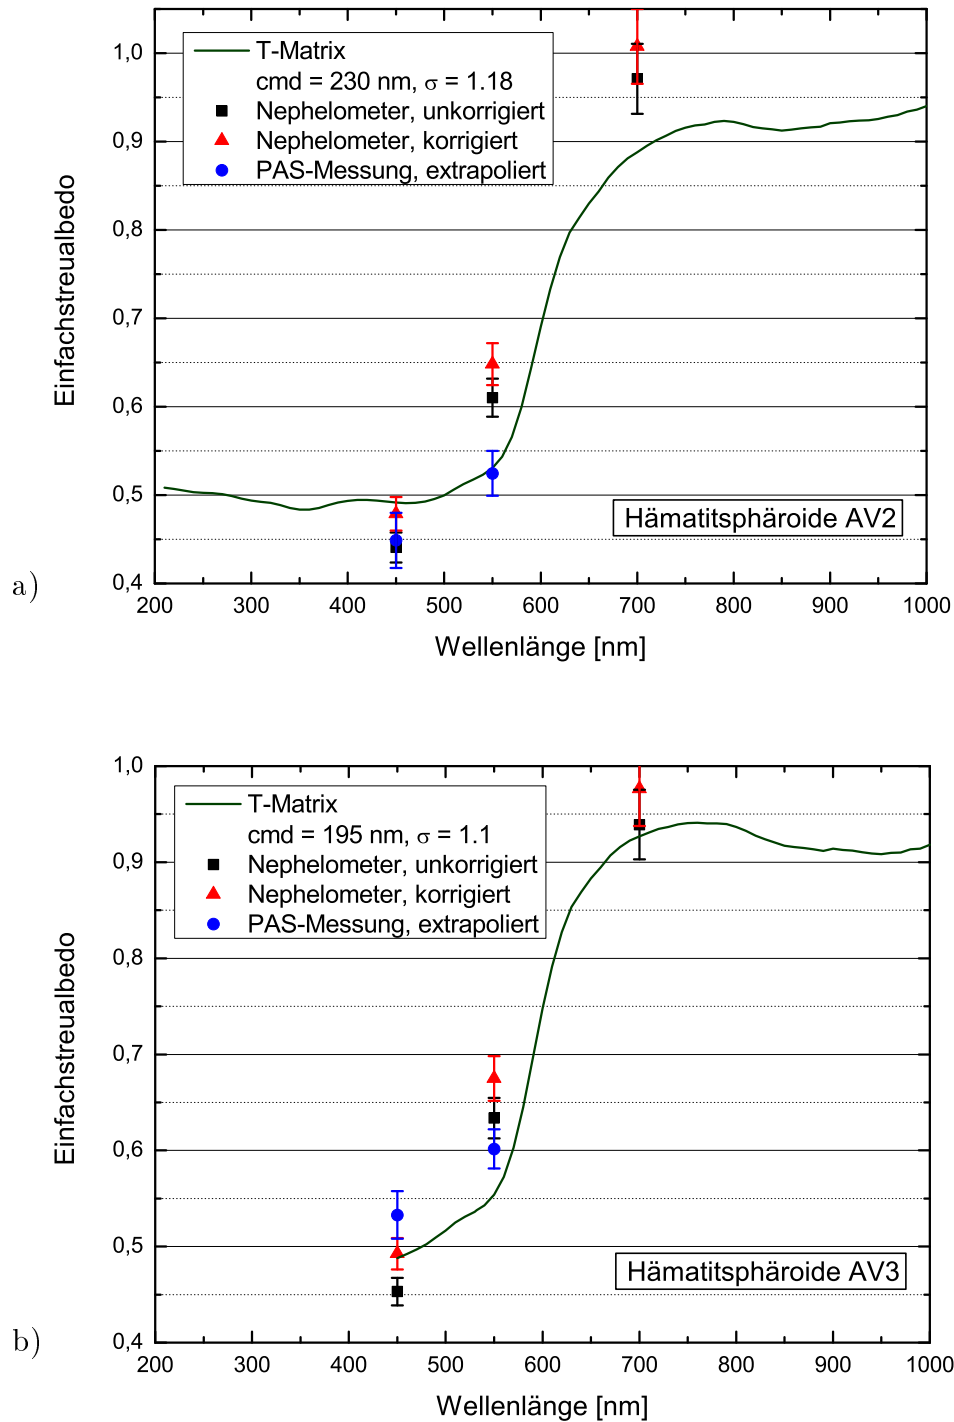 1,0
0,9
0,8
0,7
0,6
0,5
0,4
Einfachstreualbedo
T-Matrix
cmd = 230 nm, σ = 1.18
Nephelometer, unkorrigiert
Nephelometer, korrigiert
PAS-Messung, extrapoliert
Hämatitsphäroide AV2
a)
200 300 400 500 600 700 800 900 1000
Wellenlänge [nm]
1,0
0,9
0,8
0,7
0,6
0,5
0,4
Einfachstreualbedo
T-Matrix
cmd = 195 nm, σ = 1.1
Nephelometer, unkorrigiert
Nephelometer, korrigiert
PAS-Messung, extrapoliert
Hämatitsphäroide AV3
b)
200 300 400 500 600 700 800 900 1000
Wellenlänge [nm]